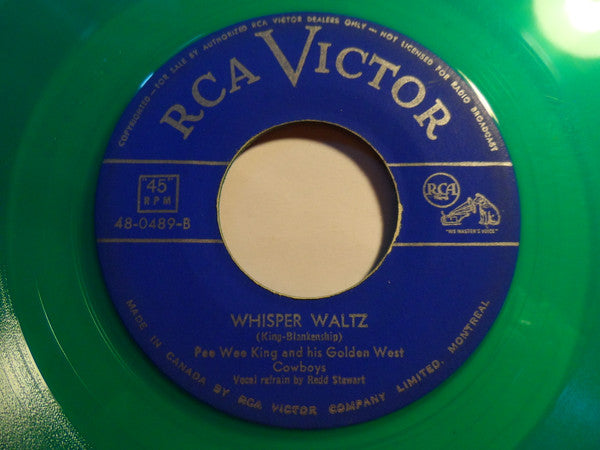 COPYRIGHTED—FOR SALE BY AUTHORIZED RCA VICTOR DEALERS ONLY—NOT LICENSED FOR RADIO BROADCAST
RCA VICTOR
"45"
RPM
48-0489-B
RCA
"HIS MASTER'S VOICE"
WHISPER WALTZ
(King-Blankenship)
Pee Wee King and his Golden West
Cowboys
Vocal refrain by Redd Stewart
MADE IN CANADA BY RCA VICTOR COMPANY LIMITED, MONTREAL